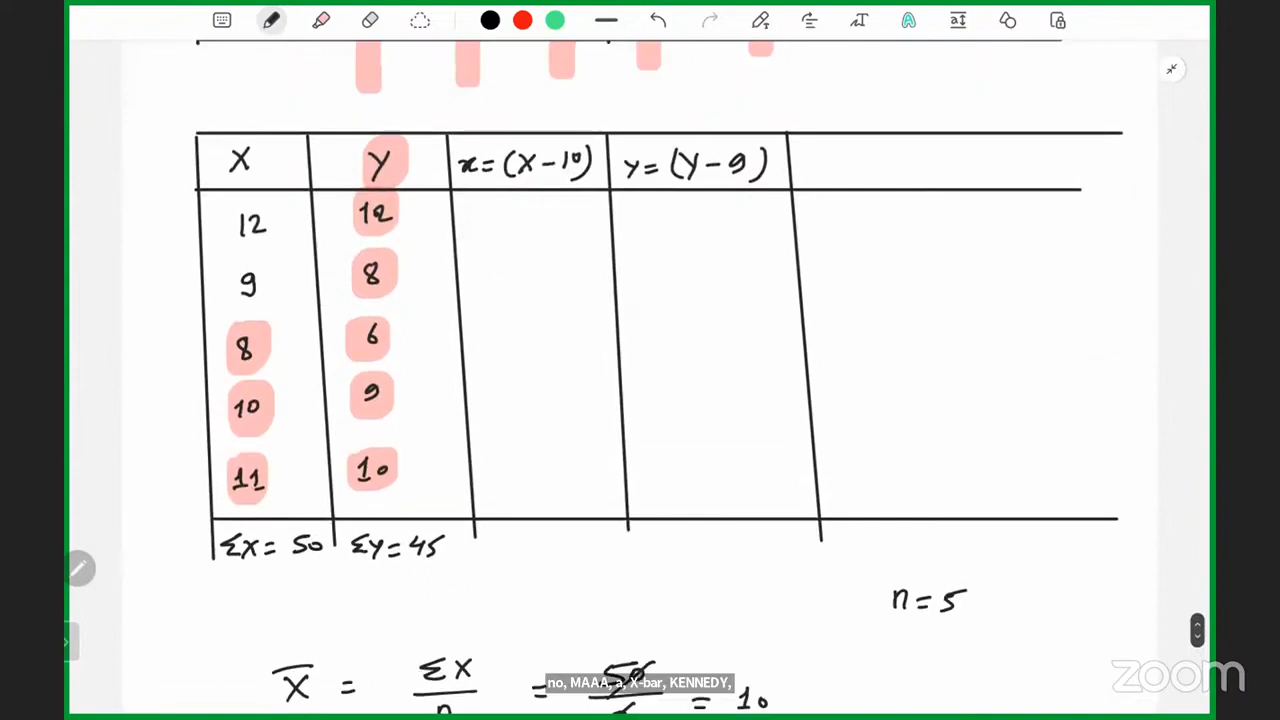 X Y x=(X-10) y=(Y-9)
12 12
9 8
8 6
10 9
11 10
ΣX= 50 ΣY=45
n=5
X̄ = ΣX/n = 50 = 10
no, MAAA, a, X-bar, KENNEDY,
zoom